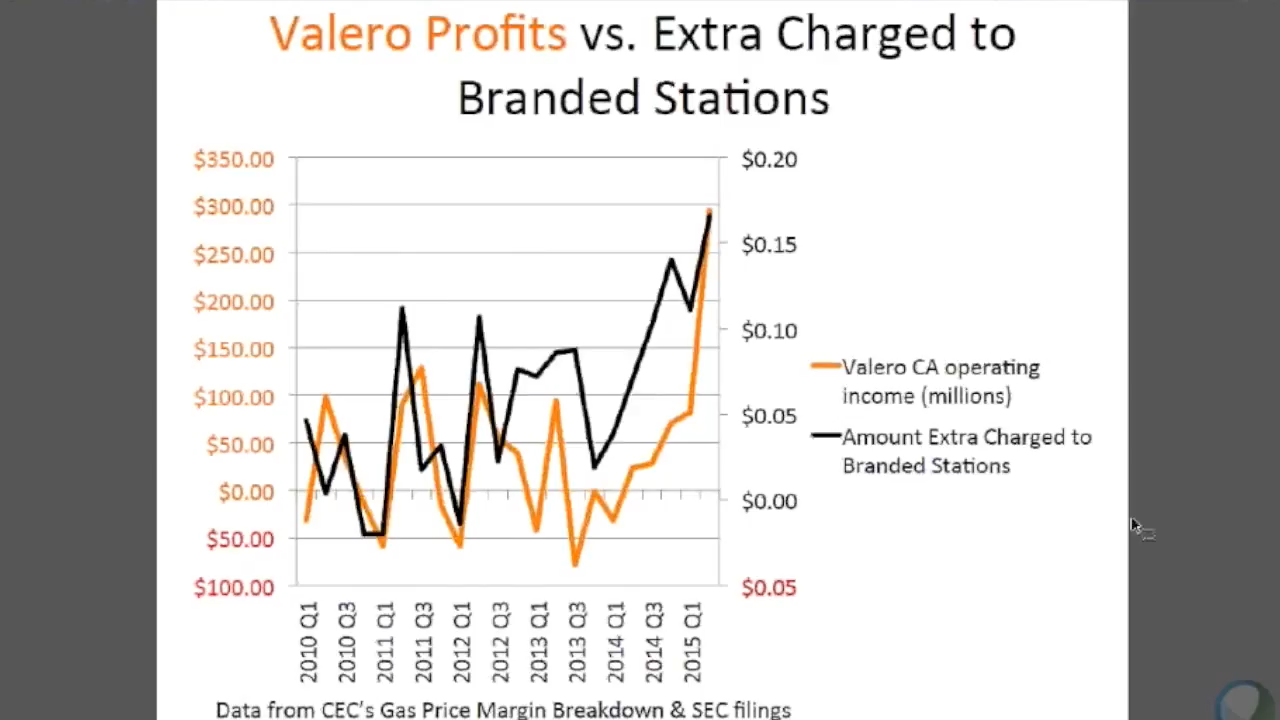 Valero Profits vs. Extra Charged to
Branded Stations
$350.00
$300.00
$250.00
$200.00
$150.00
$100.00
$50.00
$0.00
$50.00
$100.00
$0.20
$0.15
$0.10
$0.05
$0.00
$0.05
Valero CA operating
income (millions)
Amount Extra Charged to
Branded Stations
2010 Q1
2010 Q3
2011 Q1
2011 Q3
2012 Q1
2012 Q3
2013 Q1
2013 Q3
2014 Q1
2014 Q3
2015 Q1
Data from CEC's Gas Price Margin Breakdown & SEC filings